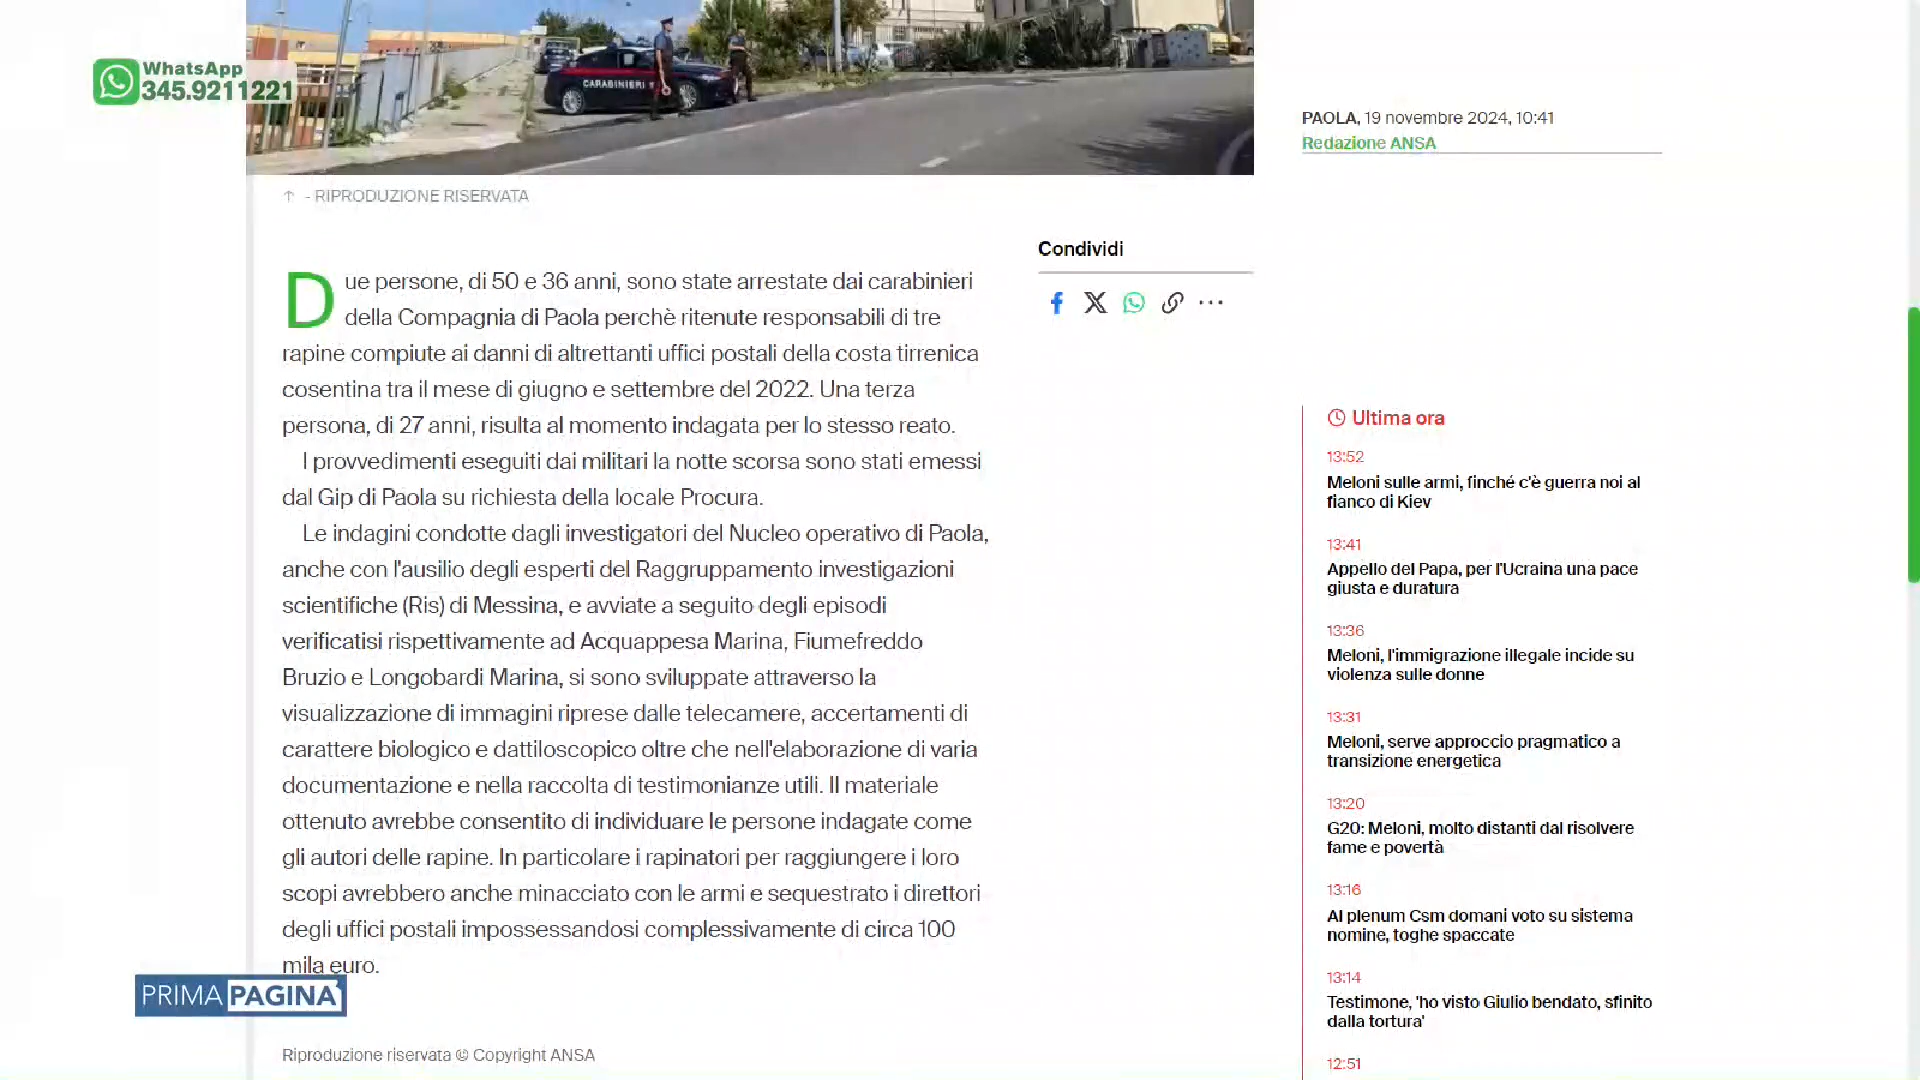 WhatsApp
345.9211221
CARABINIERI
PAOLA, 19 novembre 2024, 10:41
Redazione ANSA
↑ - RIPRODUZIONE RISERVATA
Condividi
Due persone, di 50 e 36 anni, sono state arrestate dai carabinieri
della Compagnia di Paola perchè ritenute responsabili di tre
rapine compiute ai danni di altrettanti uffici postali della costa tirrenica
cosentina tra il mese di giugno e settembre del 2022. Una terza
persona, di 27 anni, risulta al momento indagata per lo stesso reato.
I provvedimenti eseguiti dai militari la notte scorsa sono stati emessi
dal Gip di Paola su richiesta della locale Procura.
Le indagini condotte dagli investigatori del Nucleo operativo di Paola,
anche con l'ausilio degli esperti del Raggruppamento investigazioni
scientifiche (Ris) di Messina, e avviate a seguito degli episodi
verificatisi rispettivamente ad Acquappesa Marina, Fiumefreddo
Bruzio e Longobardi Marina, si sono sviluppate attraverso la
visualizzazione di immagini riprese dalle telecamere, accertamenti di
carattere biologico e dattiloscopico oltre che nell'elaborazione di varia
documentazione e nella raccolta di testimonianze utili. Il materiale
ottenuto avrebbe consentito di individuare le persone indagate come
gli autori delle rapine. In particolare i rapinatori per raggiungere i loro
scopi avrebbero anche minacciato con le armi e sequestrato i direttori
degli uffici postali impossessandosi complessivamente di circa 100
mila euro.
PRIMAPAGINA
Riproduzione riservata © Copyright ANSA
Ultima ora
13:52
Meloni sulle armi, finché c'è guerra noi al
fianco di Kiev
13:41
Appello del Papa, per l'Ucraina una pace
giusta e duratura
13:36
Meloni, l'immigrazione illegale incide su
violenza sulle donne
13:31
Meloni, serve approccio pragmatico a
transizione energetica
13:20
G20: Meloni, molto distanti dal risolvere
fame e povertà
13:16
Al plenum Csm domani voto su sistema
nomine, toghe spaccate
13:14
Testimone, 'ho visto Giulio bendato, sfinito
dalla tortura'
12:51